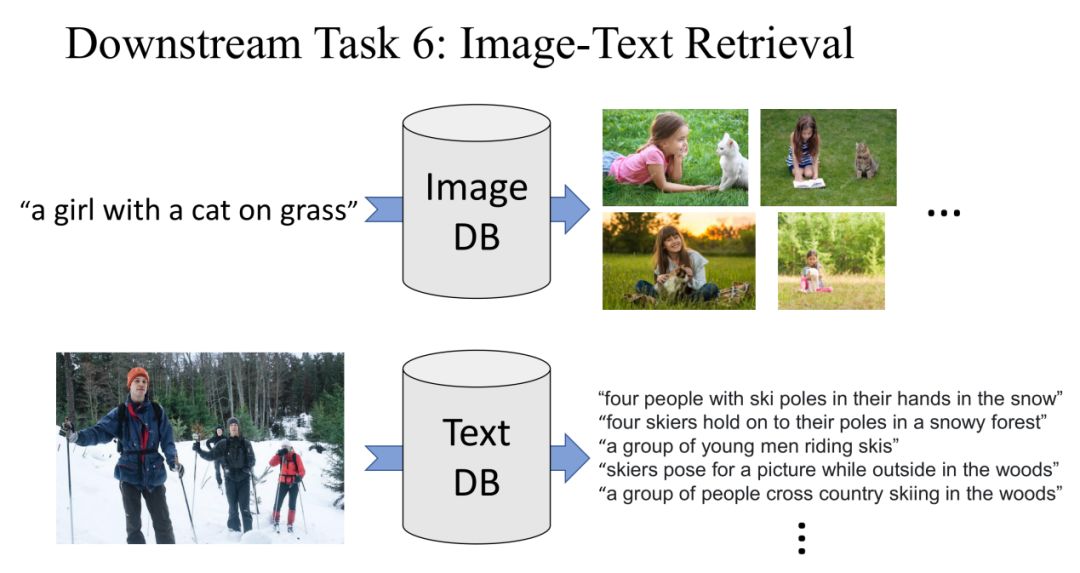 Downstream Task 6: Image-Text Retrieval
“a girl with a cat on grass”
Image
DB
...
Text
DB
“four people with ski poles in their hands in the snow”
“four skiers hold on to their poles in a snowy forest”
“a group of young men riding skis”
“skiers pose for a picture while outside in the woods”
“a group of people cross country skiing in the woods”